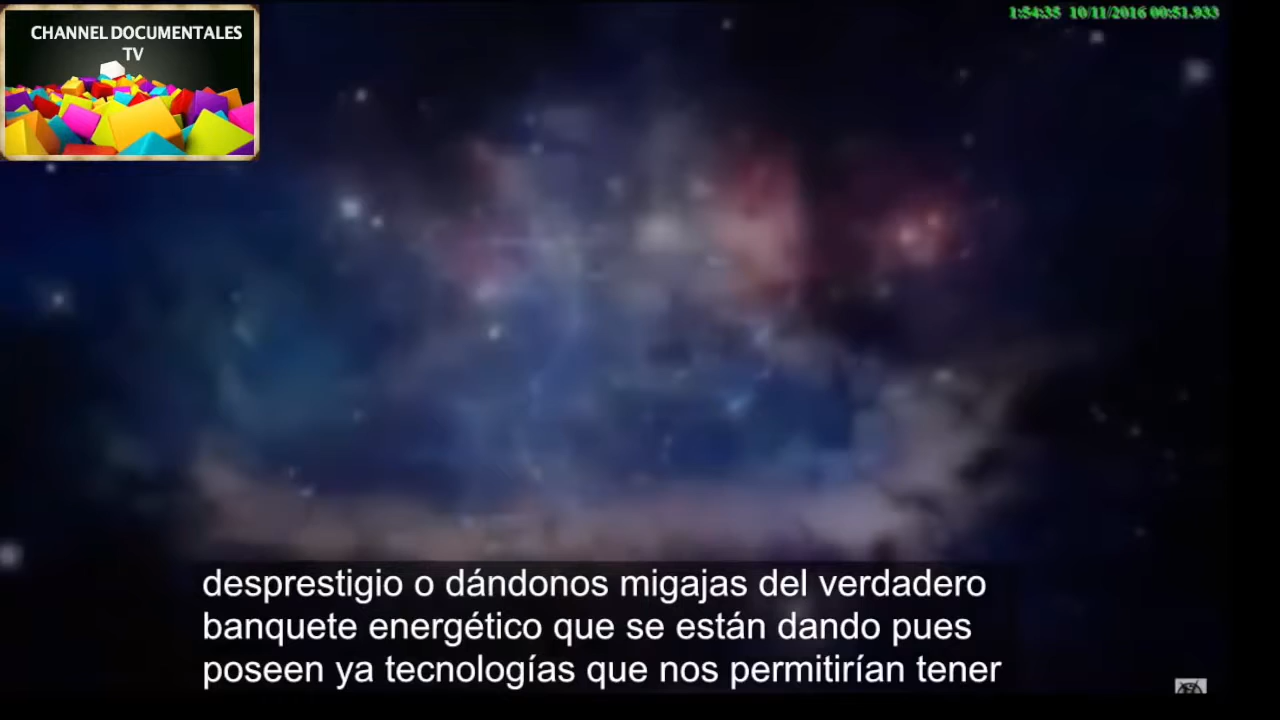 CHANNEL DOCUMENTALES
TV
1:54:35 10/11/2016 00:51.933
desprestigio o dándonos migajas del verdadero
banquete energético que se están dando pues
poseen ya tecnologías que nos permitirían tener